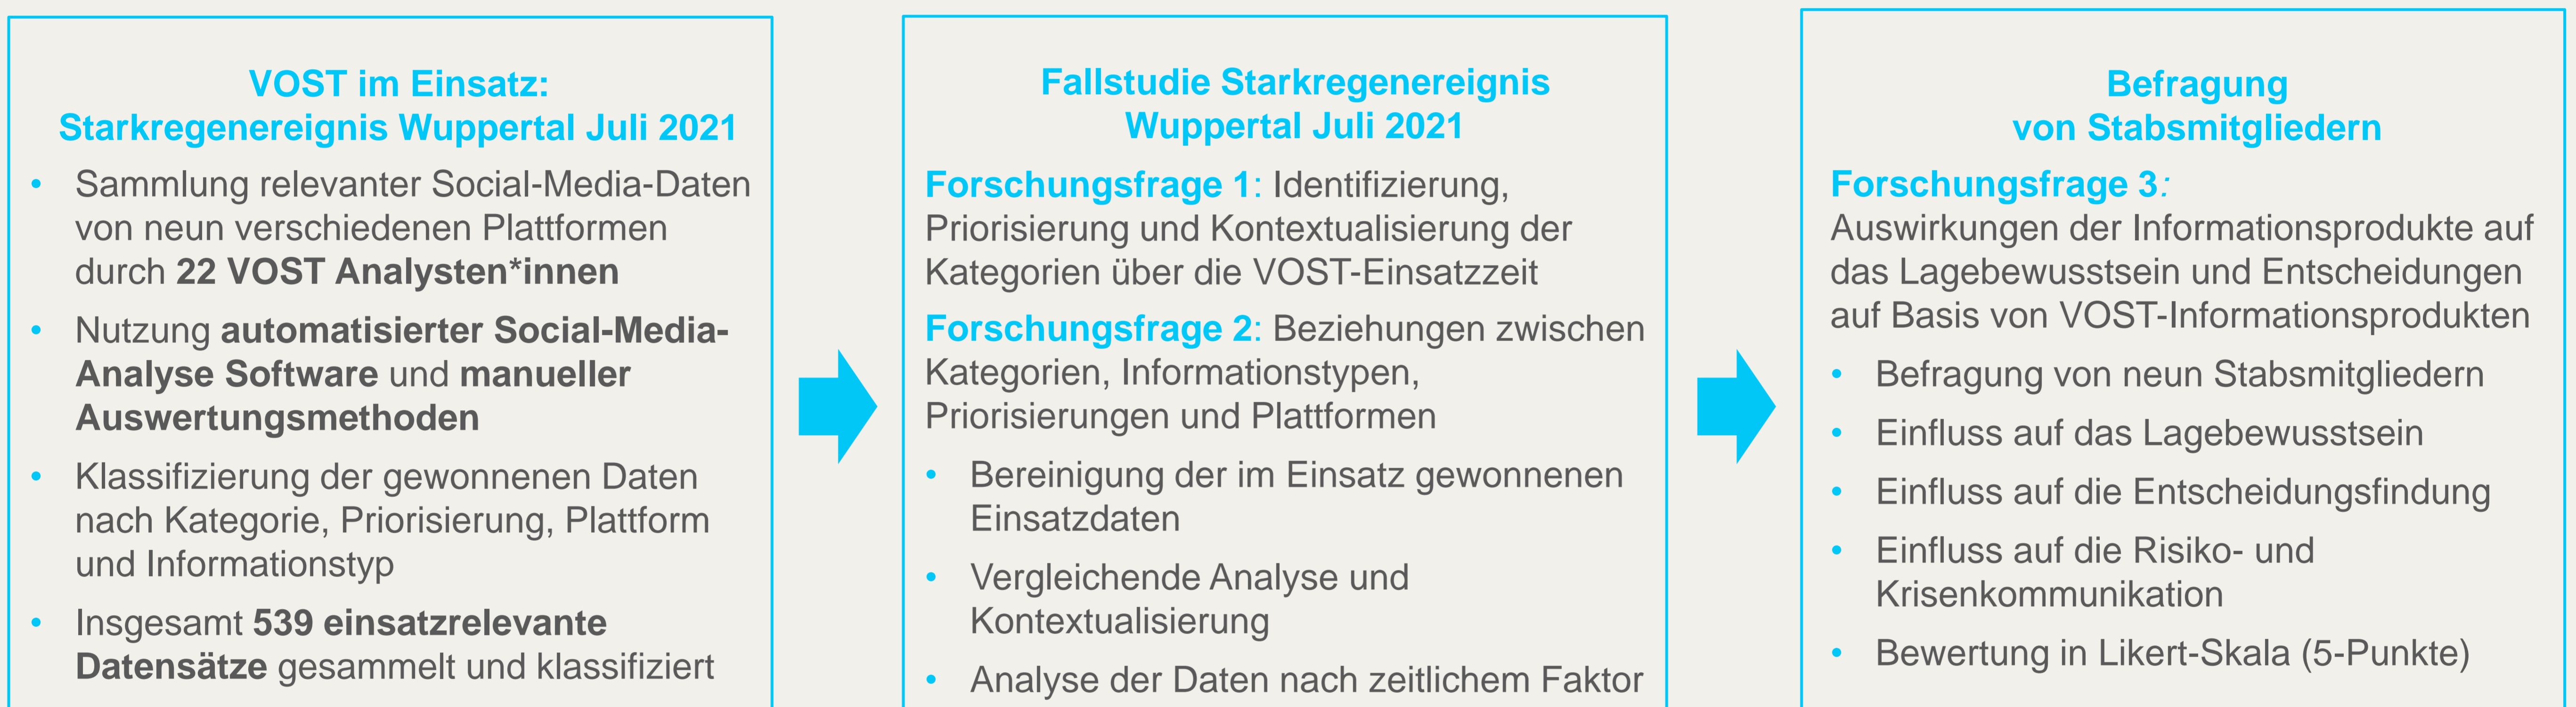 VOST im Einsatz:
Starkregenereignis Wuppertal Juli 2021
• Sammlung relevanter Social-Media-Daten
von neun verschiedenen Plattformen
durch 22 VOST Analysten*innen
• Nutzung automatisierter Social-Media-
Analyse Software und manueller
Auswertungsmethoden
• Klassifizierung der gewonnenen Daten
nach Kategorie, Priorisierung, Plattform
und Informationstyp
• Insgesamt 539 einsatzrelevante
Datensätze gesammelt und klassifiziert
Fallstudie Starkregenereignis
Wuppertal Juli 2021
Forschungsfrage 1: Identifizierung,
Priorisierung und Kontextualisierung der
Kategorien über die VOST-Einsatzzeit
Forschungsfrage 2: Beziehungen zwischen
Kategorien, Informationstypen,
Priorisierungen und Plattformen
• Bereinigung der im Einsatz gewonnenen
Einsatzdaten
• Vergleichende Analyse und
Kontextualisierung
• Analyse der Daten nach zeitlichem Faktor
Befragung
von Stabsmitgliedern
Forschungsfrage 3:
Auswirkungen der Informationsprodukte auf
das Lagebewusstsein und Entscheidungen
auf Basis von VOST-Informationsprodukten
• Befragung von neun Stabsmitgliedern
• Einfluss auf das Lagebewusstsein
• Einfluss auf die Entscheidungsfindung
• Einfluss auf die Risiko- und
Krisenkommunikation
• Bewertung in Likert-Skala (5-Punkte)